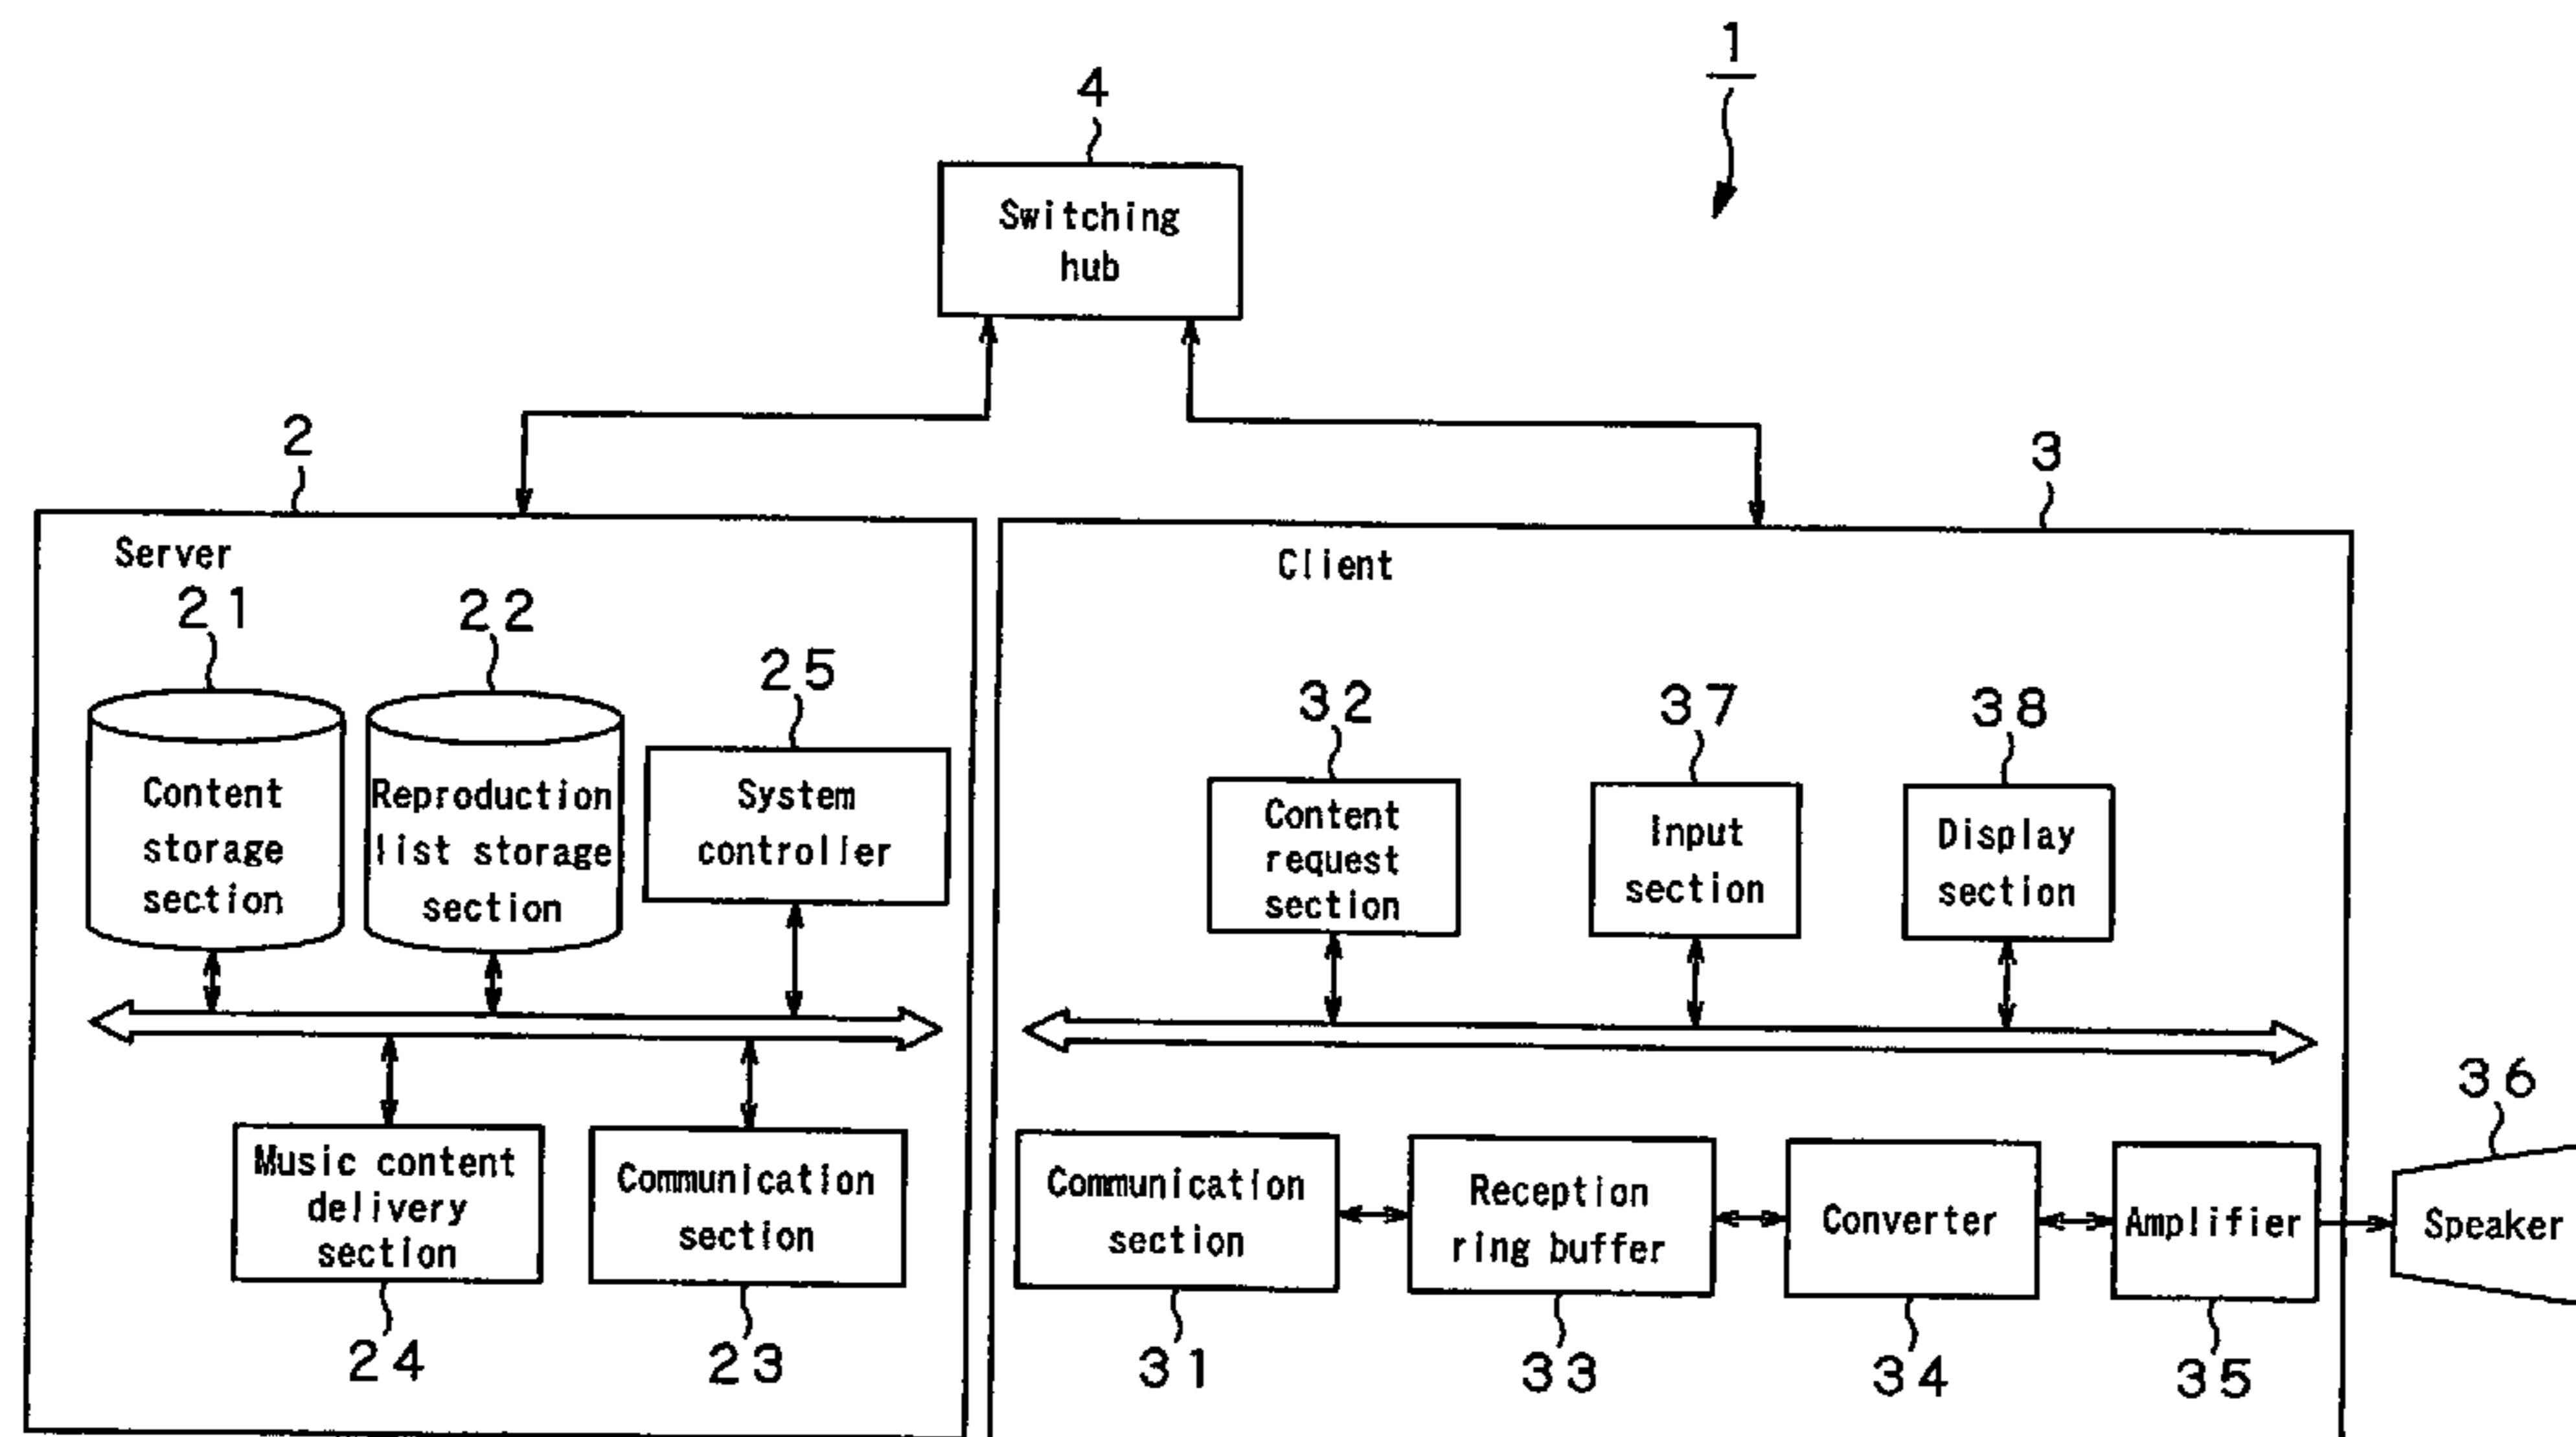 1
4
Switching
hub
2
3
Server
Client
21
22
25
32
37
38
Content
storage
section
Reproduction
list storage
section
System
controller
Content
request
section
Input
section
Display
section
36
Music content
delivery
section
Communication
section
Communication
section
Reception
ring buffer
Converter
Amplifier
Speaker
24
23
31
33
34
35